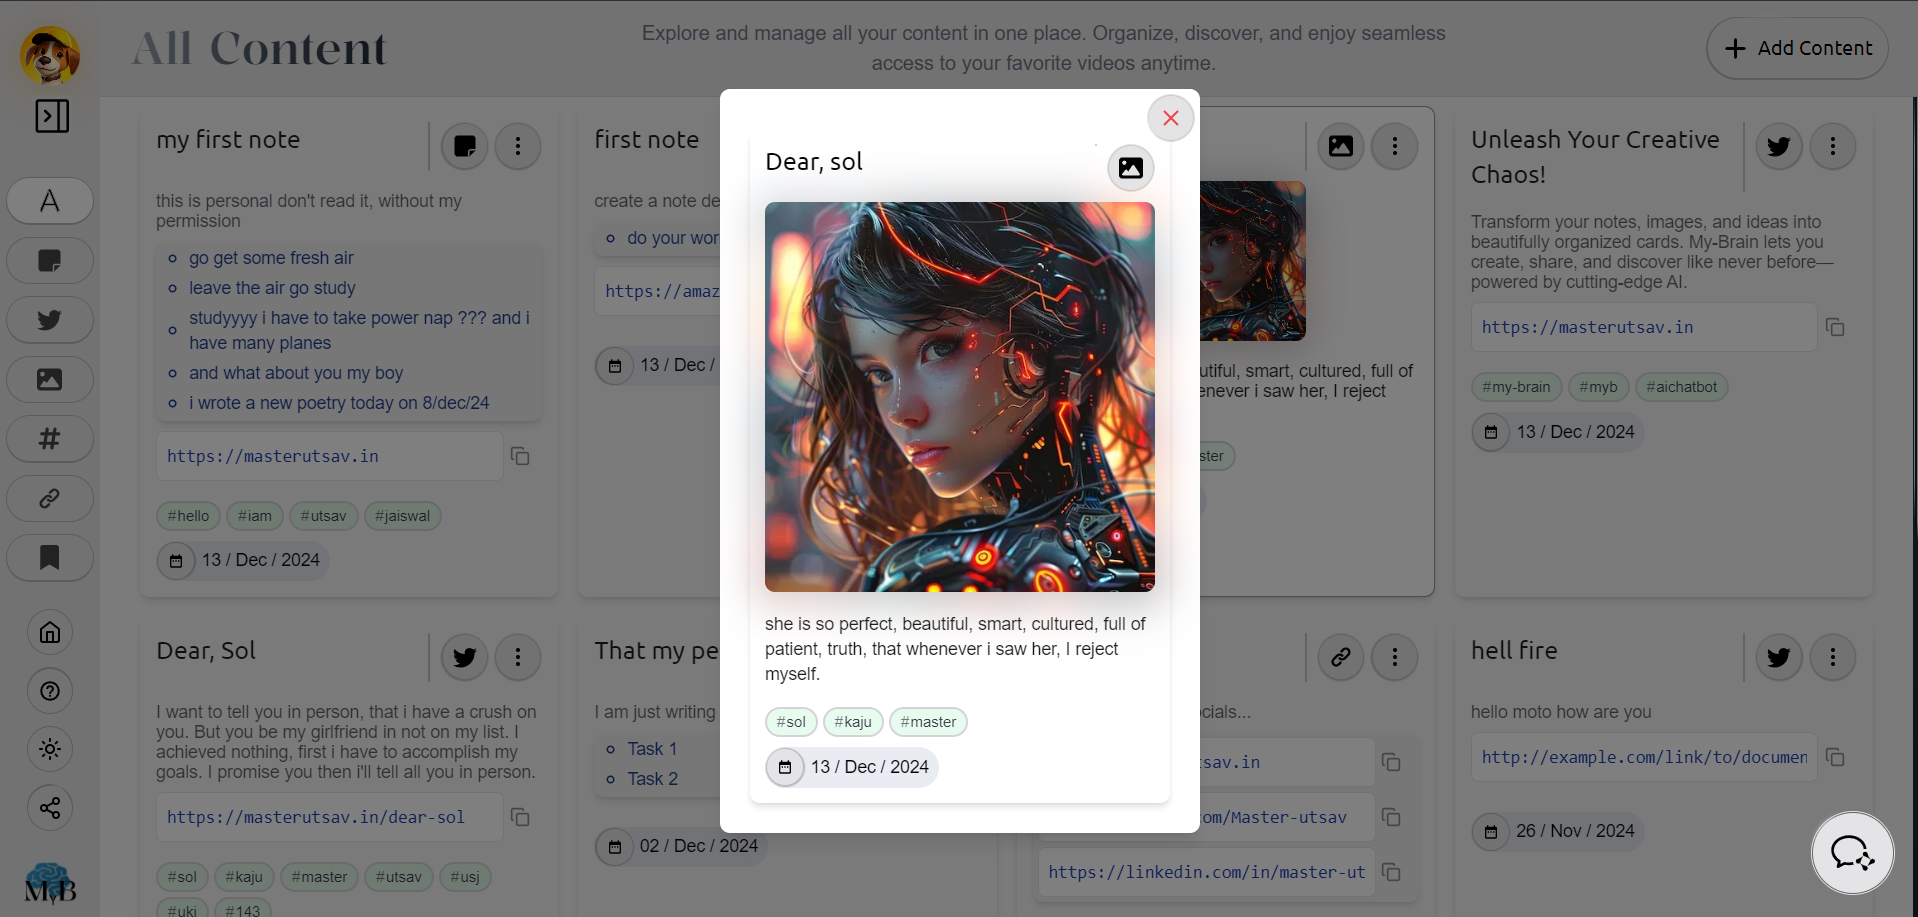 All Content
Explore and manage all your content in one place. Organize, discover, and enjoy seamless
access to your favorite videos anytime.
Add Content
my first note
this is personal don't read it, without my
permission
go get some fresh air
leave the air go study
studyyyy i have to take power nap ??? and i
have many planes
and what about you my boy
i wrote a new poetry today on 8/dec/24
https://masterutsav.in
#hello #iam #utsav #jaiswal
13 / Dec / 2024
first note
create a note de
do your wor
https://amaz
13 / Dec /
Dear, sol
she is so perfect, beautiful, smart, cultured, full of
patient, truth, that whenever i saw her, I reject
myself.
#sol #kaju #master
13 / Dec / 2024
utiful, smart, cultured, full of
enever i saw her, I reject
ster
Unleash Your Creative
Chaos!
Transform your notes, images, and ideas into
beautifully organized cards. My-Brain lets you
create, share, and discover like never before—
powered by cutting-edge AI.
https://masterutsav.in
#my-brain #myb #aichatbot
13 / Dec / 2024
Dear, Sol
I want to tell you in person, that i have a crush on
you. But you be my girlfriend in not on my list. I
achieved nothing, first i have to accomplish my
goals. I promise you then i'll tell all you in person.
https://masterutsav.in/dear-sol
#sol #kaju #master #utsav #usj
#uki #143
That my pe
I am just writing
Task 1
Task 2
02 / Dec / 2024
cials...
tsav.in
om/Master-utsav
https://linkedin.com/in/master-ut
hell fire
hello moto how are you
http://example.com/link/to/documen
26 / Nov / 2024
MyB